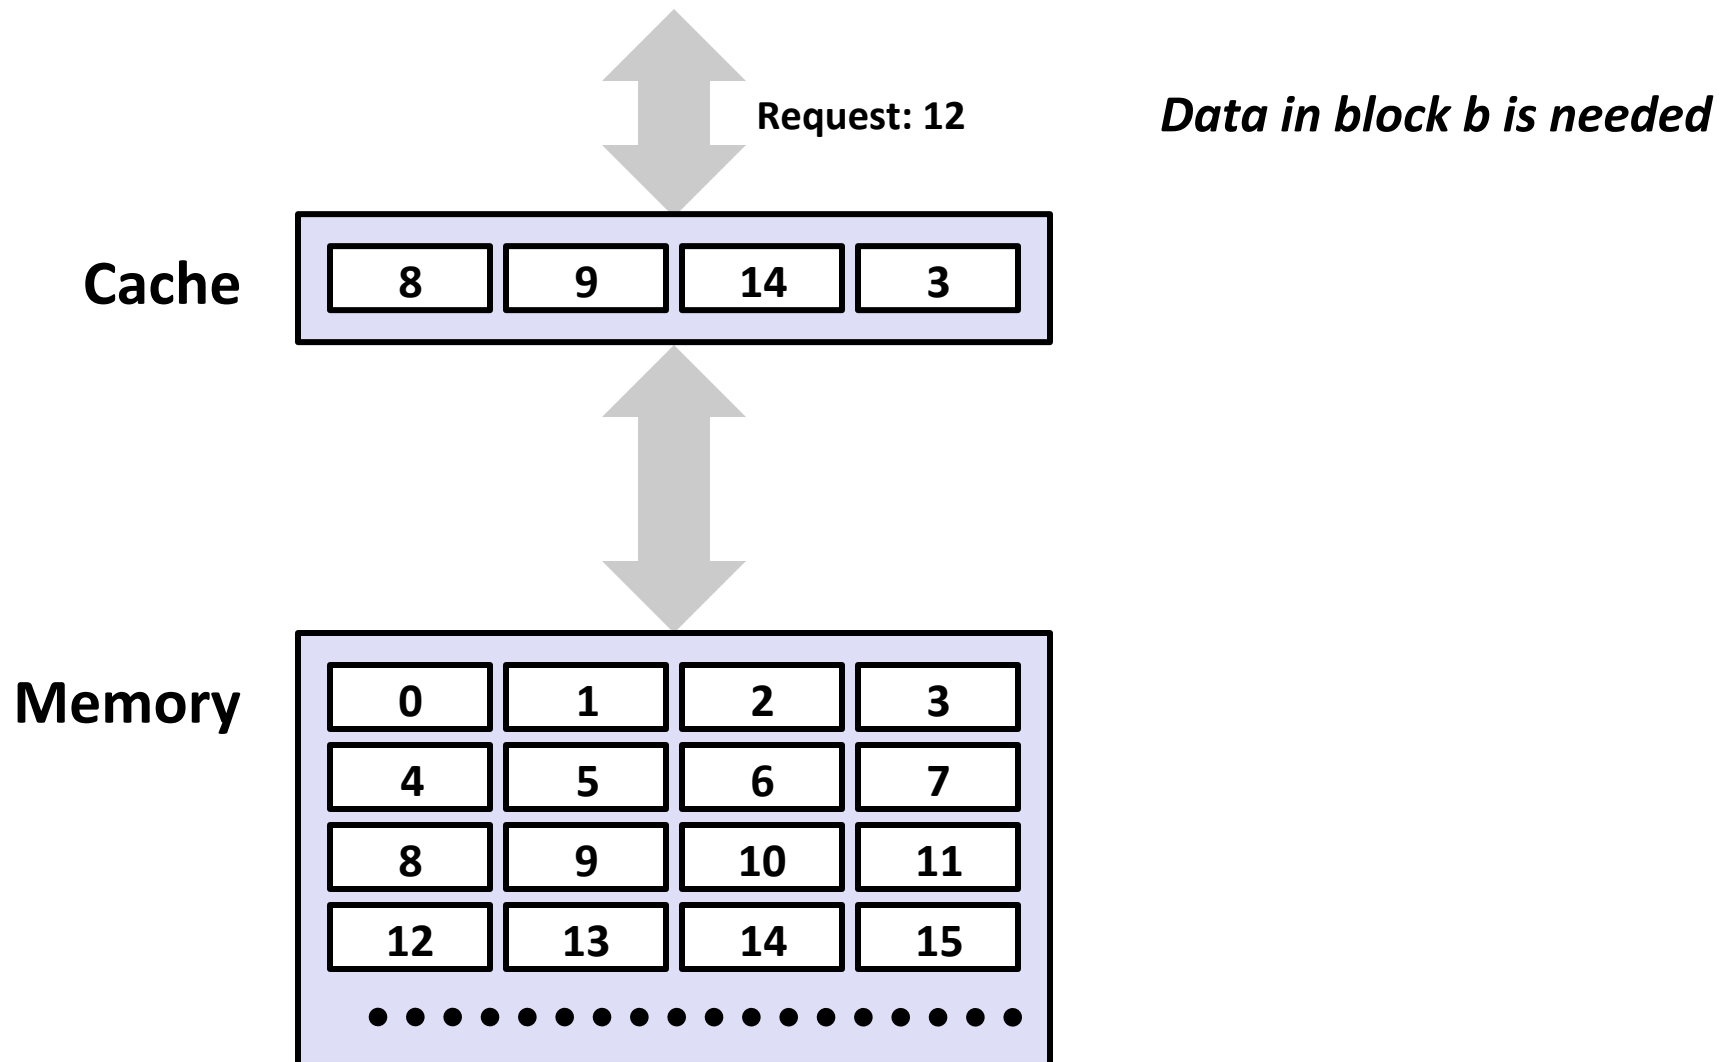 Request: 12
Data in block b is needed
Cache
8 9 14 3
Memory
0 1 2 3
4 5 6 7
8 9 10 11
12 13 14 15